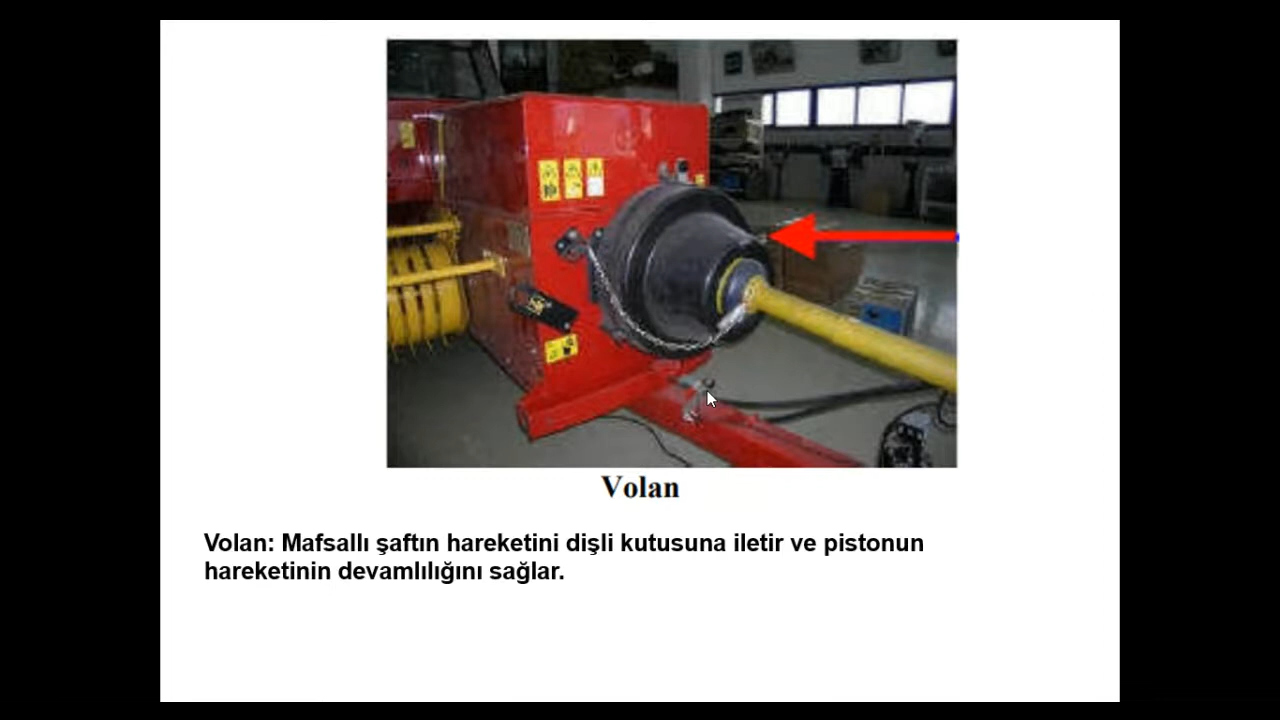 Volan
Volan: Mafsallı şaftın hareketini dişli kutusuna iletir ve pistonun
hareketinin devamlılığını sağlar.